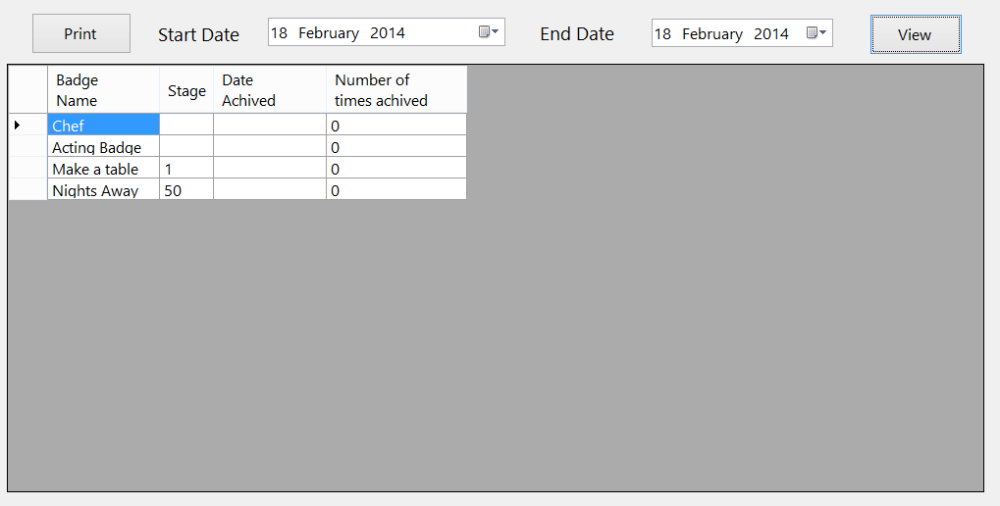 Print Start Date 18 February 2014 End Date 18 February 2014 View
Badge Name Stage Date Achived Number of times achived
Chef 0
Acting Badge 0
Make a table 1 0
Nights Away 50 0